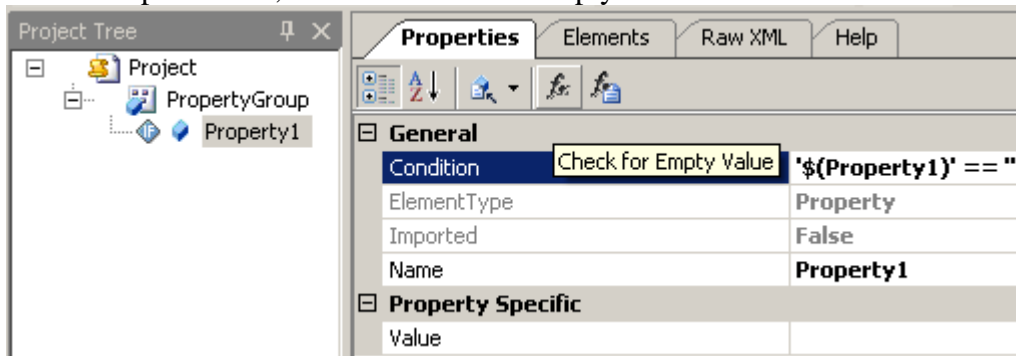 Project Tree
Properties Elements Raw XML Help
Project
PropertyGroup
Property1
General
Condition '$(Property1)' == ''
Check for Empty Value
ElementType Property
Imported False
Name Property1
Property Specific
Value